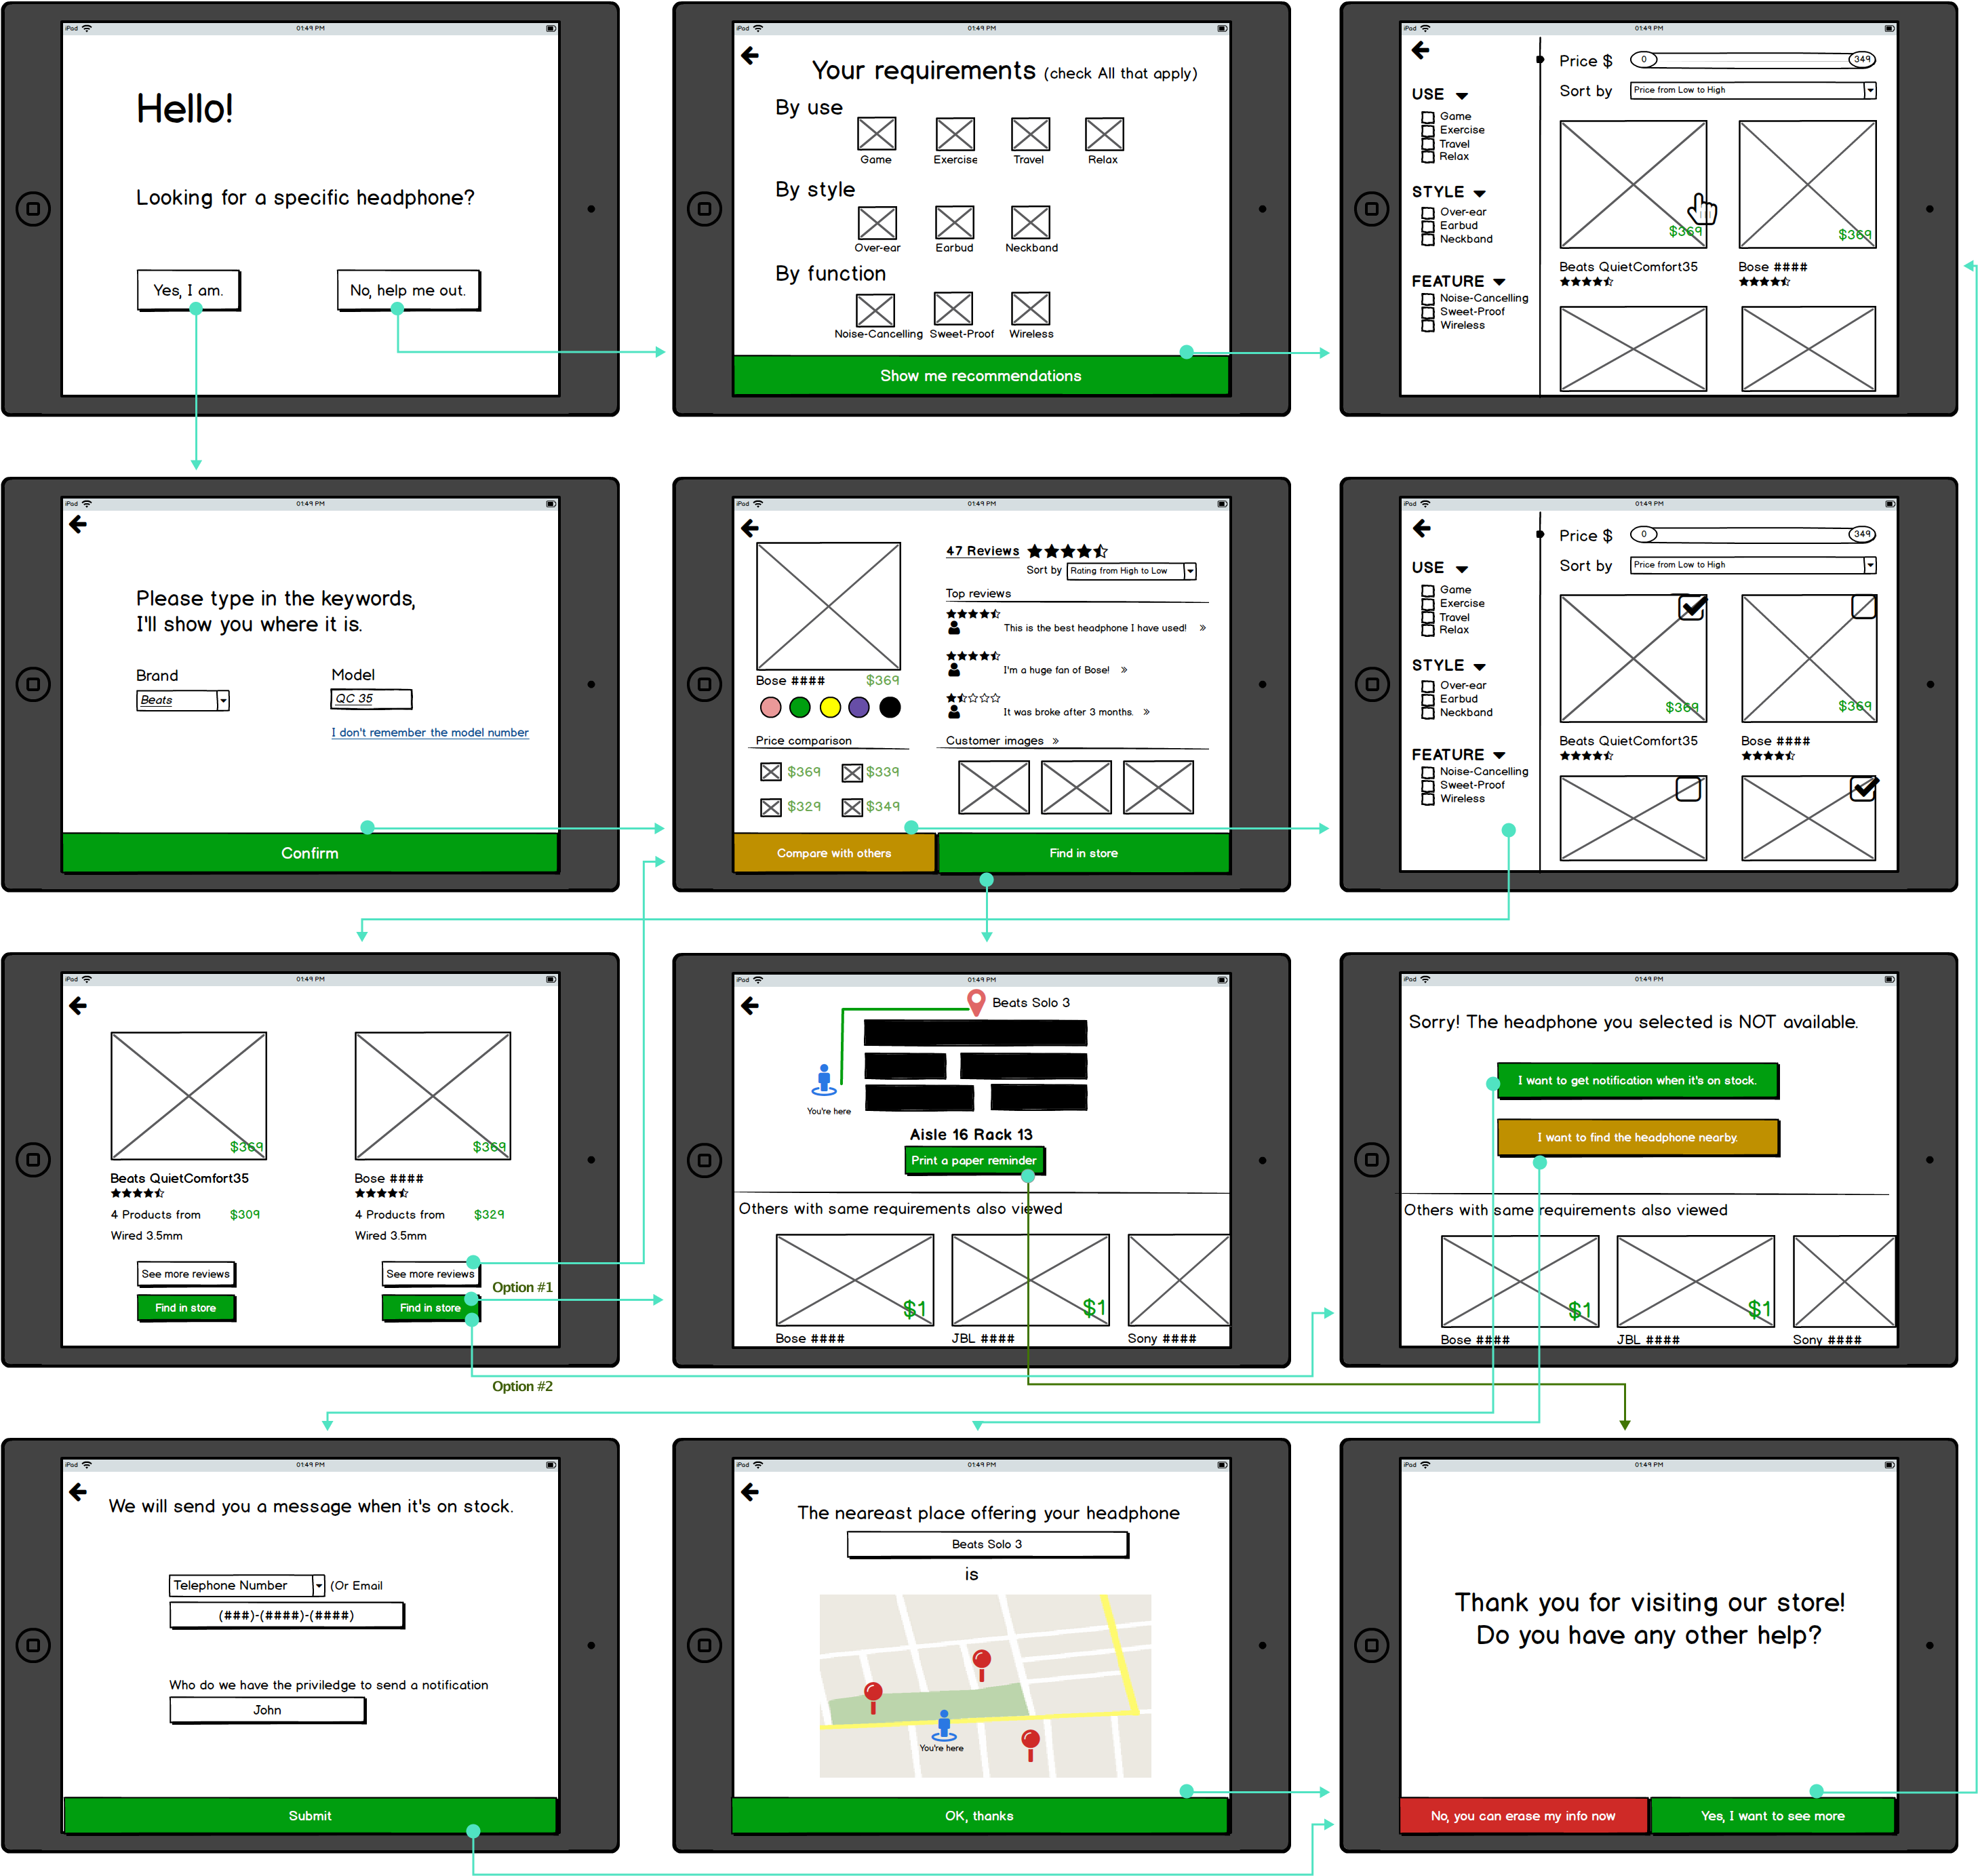 iPod 01:49 PM
Hello!
Looking for a specific headphone?
Yes, I am.
No, help me out.
iPod 01:49 PM
Your requirements (check All that apply)
By use
Game Exercise Travel Relax
By style
Over-ear Earbud Neckband
By function
Noise-Cancelling Sweet-Proof Wireless
Show me recommendations
iPod 01:49 PM
Price $ 0 349
Sort by Price from Low to High
USE
Game
Exercise
Travel
Relax
STYLE
Over-ear
Earbud
Neckband
FEATURE
Noise-Cancelling
Sweet-Proof
Wireless
$369 $369
Beats QuietComfort35 Bose ####
iPod 01:49 PM
Please type in the keywords,
I'll show you where it is.
Brand Model
Beats QC 35
I don't remember the model number
Confirm
iPod 01:49 PM
47 Reviews
Sort by Rating from High to Low
Top reviews
This is the best headphone I have used! »
I'm a huge fan of Bose! »
It was broke after 3 months. »
Bose #### $369
Price comparison
$369 $339
$329 $349
Customer images »
Compare with others
Find in store
iPod 01:49 PM
Price $ 0 349
Sort by Price from Low to High
USE
Game
Exercise
Travel
Relax
STYLE
Over-ear
Earbud
Neckband
FEATURE
Noise-Cancelling
Sweet-Proof
Wireless
$369 $369
Beats QuietComfort35 Bose ####
iPod 01:49 PM
$369 $369
Beats QuietComfort35 Bose ####
4 Products from $309 4 Products from $329
Wired 3.5mm Wired 3.5mm
See more reviews See more reviews
Find in store Find in store
Option #1
Option #2
iPod 01:49 PM
Beats Solo 3
You're here
Aisle 16 Rack 13
Print a paper reminder
Others with same requirements also viewed
$1 $1
Bose #### JBL #### Sony ####
iPod 01:49 PM
Sorry! The headphone you selected is NOT available.
I want to get notification when it's on stock.
I want to find the headphone nearby.
Others with same requirements also viewed
$1 $1
Bose #### JBL #### Sony ####
iPod 01:49 PM
We will send you a message when it's on stock.
Telephone Number (Or Email
(###)-(####)-(####)
Who do we have the priviledge to send a notification
John
Submit
iPod 01:49 PM
The neareast place offering your headphone
Beats Solo 3
is
You're here
OK, thanks
iPod 01:49 PM
Thank you for visiting our store!
Do you have any other help?
No, you can erase my info now
Yes, I want to see more